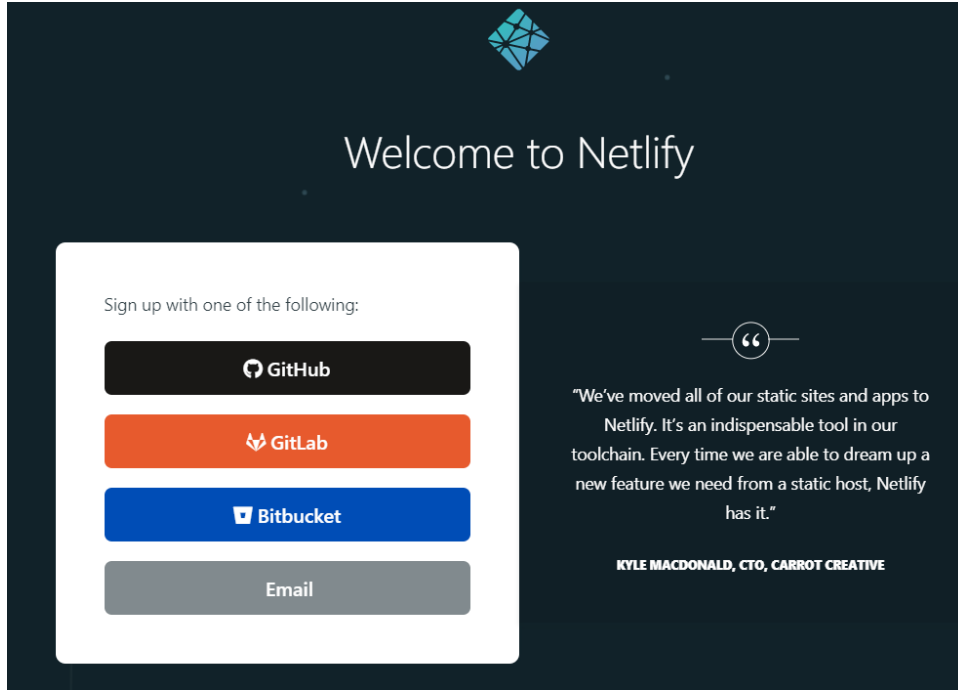 Welcome to Netlify
Sign up with one of the following:
GitHub
GitLab
Bitbucket
Email
“
“We’ve moved all of our static sites and apps to
Netlify. It’s an indispensable tool in our
toolchain. Every time we are able to dream up a
new feature we need from a static host, Netlify
has it.”
KYLE MACDONALD, CTO, CARROT CREATIVE